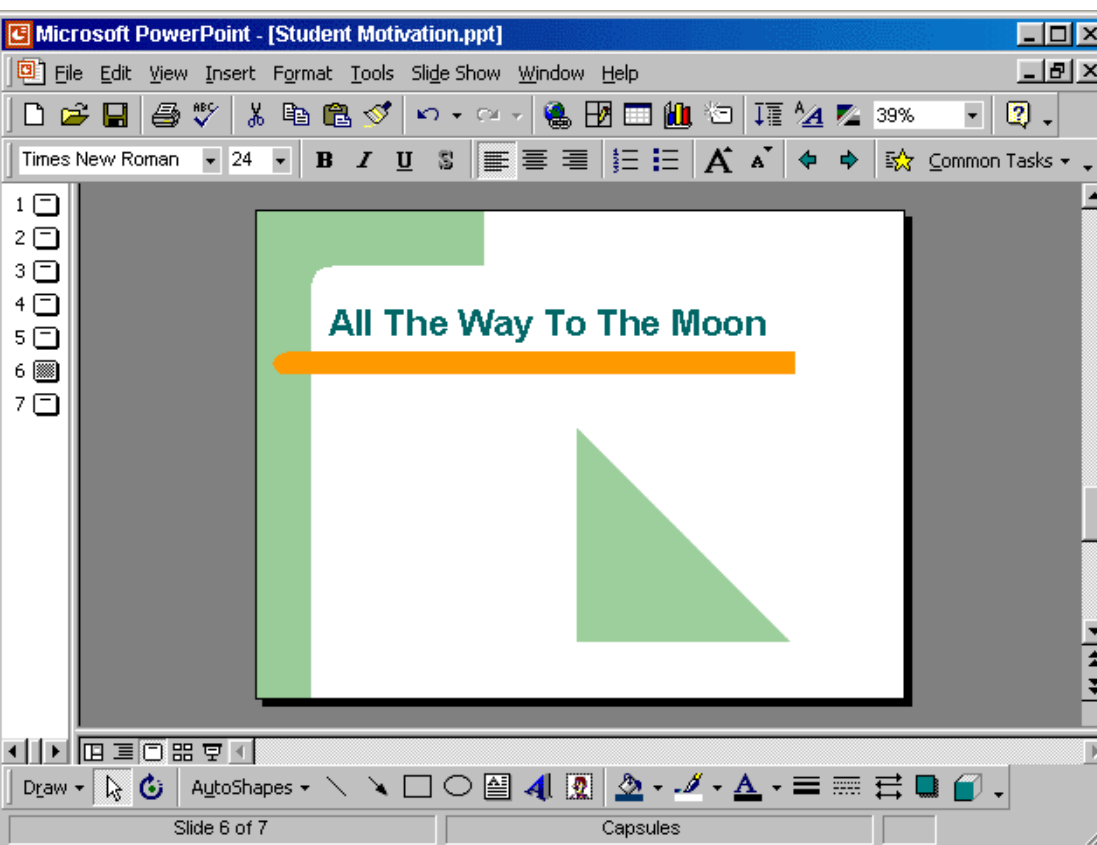 Microsoft PowerPoint - [Student Motivation.ppt]
File Edit View Insert Format Tools Slide Show Window Help
ABC A A 39% ?
Times New Roman 24 B I U S A A Common Tasks
1
2
3
4
5
6
7
All The Way To The Moon
Draw AutoShapes A A
Slide 6 of 7 Capsules